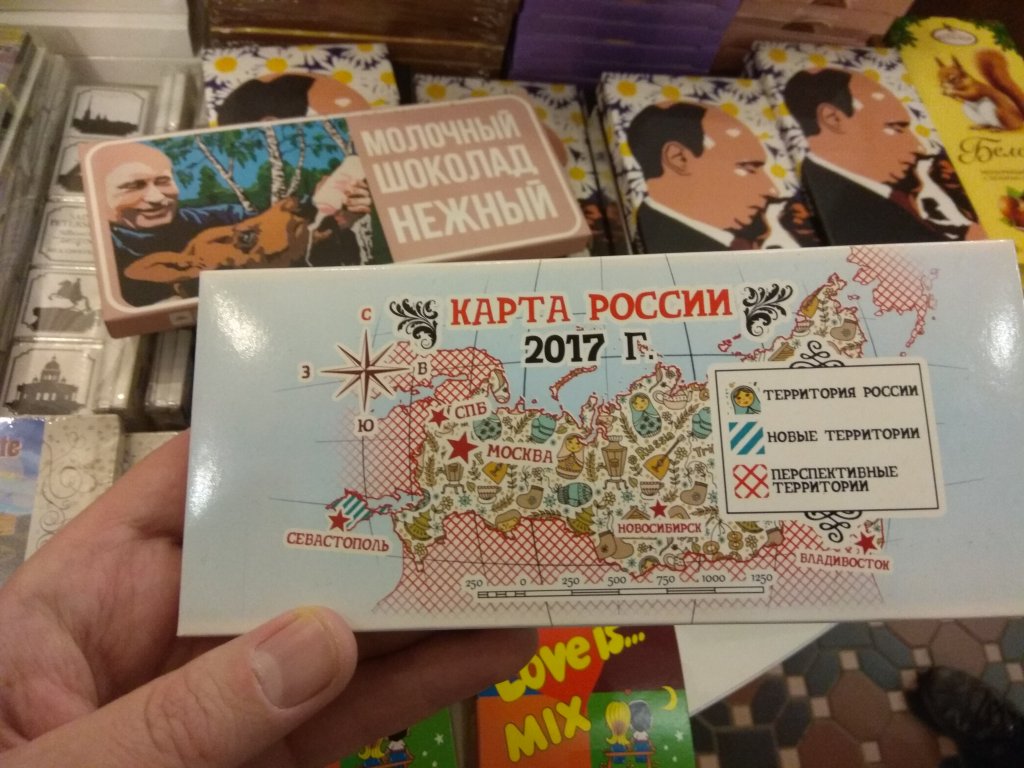 МОЛОЧНЫЙ
ШОКОЛАД
НЕЖНЫЙ
КАРТА РОССИИ
2017 Г.
С
З
В
Ю
СПБ
МОСКВА
СЕВАСТОПОЛЬ
НОВОСИБИРСК
ВЛАДИВОСТОК
ТЕРРИТОРИЯ РОССИИ
НОВЫЕ ТЕРРИТОРИИ
ПЕРСПЕКТИВНЫЕ
ТЕРРИТОРИИ
250 0 250 500 750 1000 1250
LOVE IS...
MIX